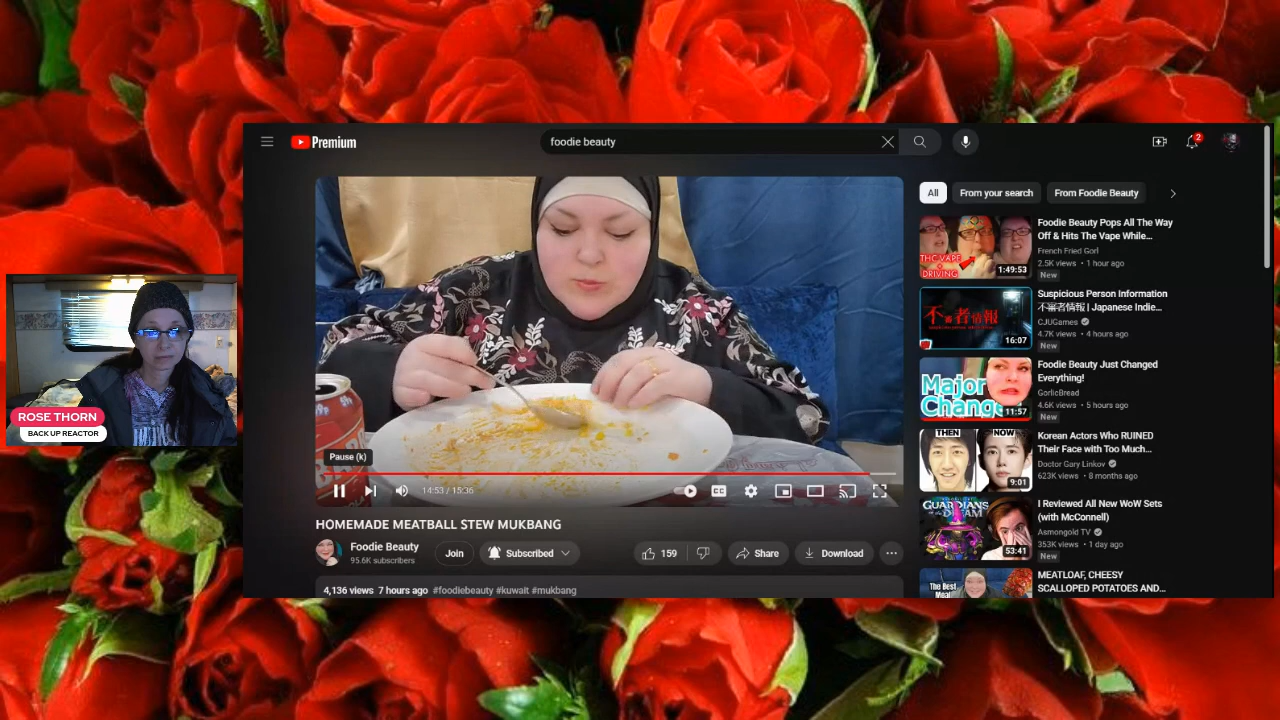 Premium
foodie beauty
2
All
From your search
From Foodie Beauty
Foodie Beauty Pops All The Way
Off & Hits The Vape While...
French Fried Gorl
2.5K views • 1 hour ago
New
THC VAPE
+
DRIVING
1:49:53
Suspicious Person Information
不審者情報 | Japanese Indie...
CJUGames
4.7K views • 4 hours ago
New
不審者情報
16:07
Foodie Beauty Just Changed
Everything!
GorlicBread
4.6K views • 5 hours ago
New
Major
Change
11:57
Korean Actors Who RUINED
Their Face with Too Much...
Doctor Gary Linkov
623K views • 8 months ago
THEN
NOW
9:01
I Reviewed All New WoW Sets
(with McConnell)
Asmongold TV
353K views • 1 day ago
New
GUARDIANS
DREAM
53:41
MEATLOAF, CHEESY
SCALLOPED POTATOES AND...
The Best
ROSE THORN
BACK UP REACTOR
Pause (k)
14:53 / 15:36
CC
HOMEMADE MEATBALL STEW MUKBANG
Foodie Beauty
95.6K subscribers
Join
Subscribed
159
Share
Download
4,136 views 7 hours ago #foodiebeauty #kuwait #mukbang